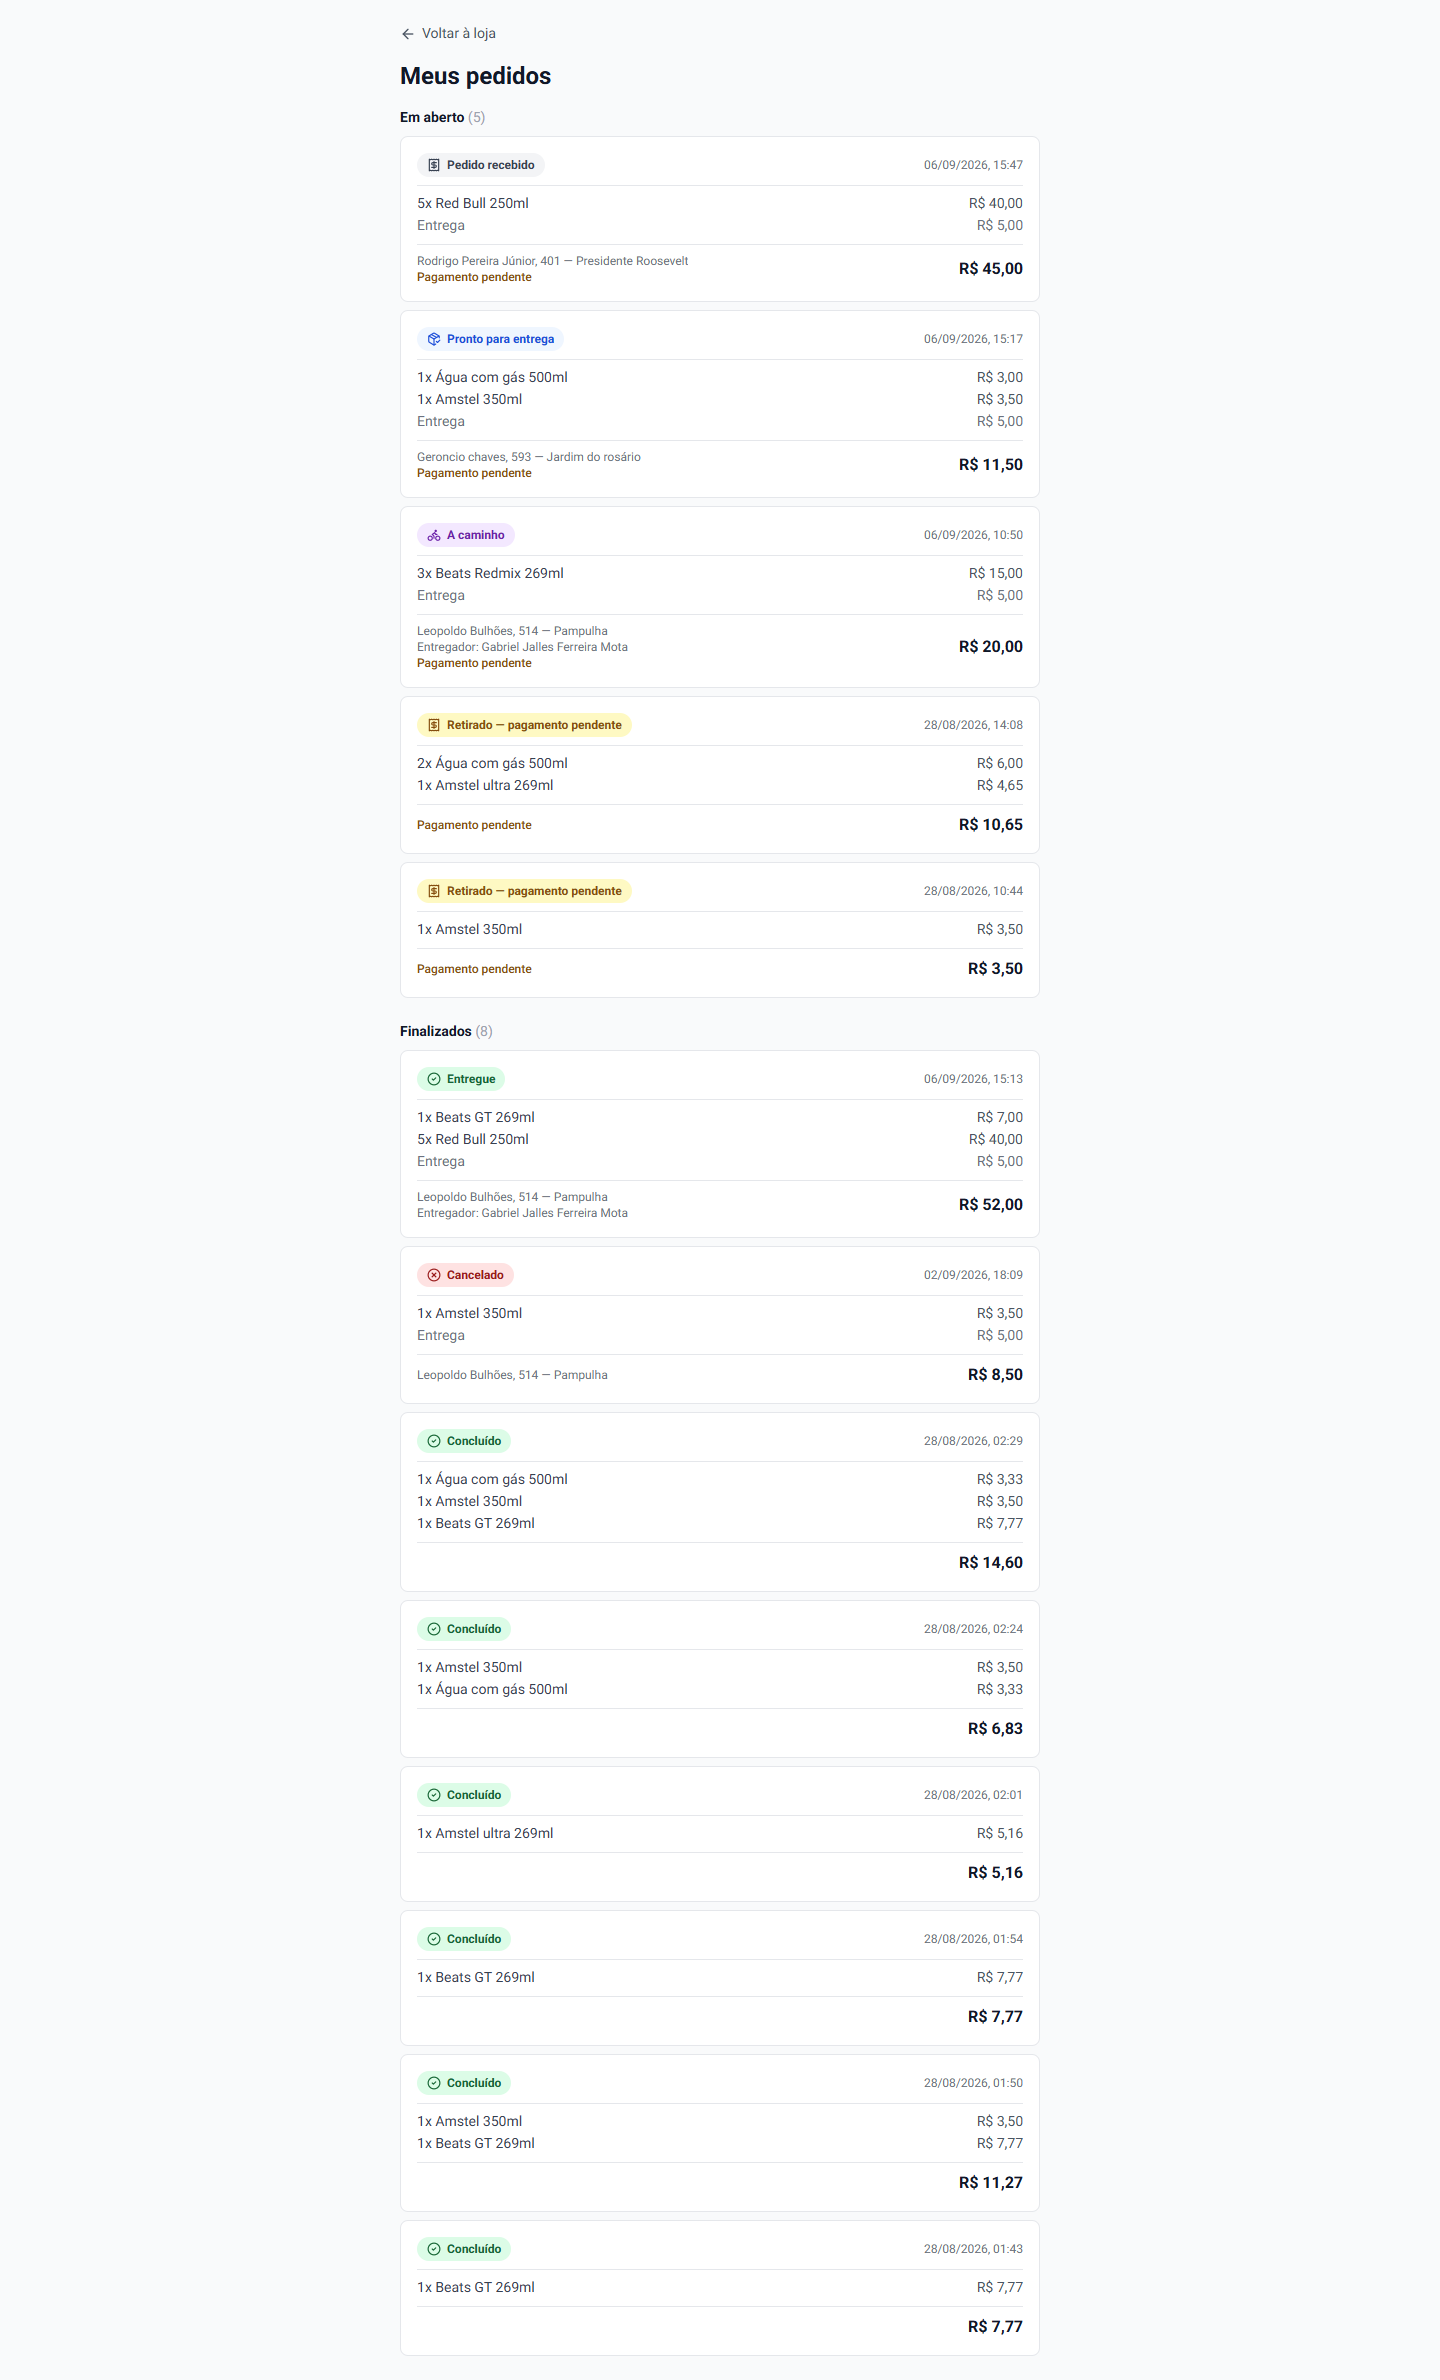 Voltar à loja
Meus pedidos
Em aberto (5)
Pedido recebido 06/09/2026, 15:47
5x Red Bull 250ml R$ 40,00
Entrega R$ 5,00
Rodrigo Pereira Júnior, 401 — Presidente Roosevelt
Pagamento pendente
R$ 45,00
Pronto para entrega 06/09/2026, 15:17
1x Água com gás 500ml R$ 3,00
1x Amstel 350ml R$ 3,50
Entrega R$ 5,00
Geroncio chaves, 593 — Jardim do rosário
Pagamento pendente
R$ 11,50
A caminho 06/09/2026, 10:50
3x Beats Redmix 269ml R$ 15,00
Entrega R$ 5,00
Leopoldo Bulhões, 514 — Pampulha
Entregador: Gabriel Jalles Ferreira Mota
Pagamento pendente
R$ 20,00
Retirado — pagamento pendente 28/08/2026, 14:08
2x Água com gás 500ml R$ 6,00
1x Amstel ultra 269ml R$ 4,65
Pagamento pendente R$ 10,65
Retirado — pagamento pendente 28/08/2026, 10:44
1x Amstel 350ml R$ 3,50
Pagamento pendente R$ 3,50
Finalizados (8)
Entregue 06/09/2026, 15:13
1x Beats GT 269ml R$ 7,00
5x Red Bull 250ml R$ 40,00
Entrega R$ 5,00
Leopoldo Bulhões, 514 — Pampulha
Entregador: Gabriel Jalles Ferreira Mota
R$ 52,00
Cancelado 02/09/2026, 18:09
1x Amstel 350ml R$ 3,50
Entrega R$ 5,00
Leopoldo Bulhões, 514 — Pampulha R$ 8,50
Concluído 28/08/2026, 02:29
1x Água com gás 500ml R$ 3,33
1x Amstel 350ml R$ 3,50
1x Beats GT 269ml R$ 7,77
R$ 14,60
Concluído 28/08/2026, 02:24
1x Amstel 350ml R$ 3,50
1x Água com gás 500ml R$ 3,33
R$ 6,83
Concluído 28/08/2026, 02:01
1x Amstel ultra 269ml R$ 5,16
R$ 5,16
Concluído 28/08/2026, 01:54
1x Beats GT 269ml R$ 7,77
R$ 7,77
Concluído 28/08/2026, 01:50
1x Amstel 350ml R$ 3,50
1x Beats GT 269ml R$ 7,77
R$ 11,27
Concluído 28/08/2026, 01:43
1x Beats GT 269ml R$ 7,77
R$ 7,77